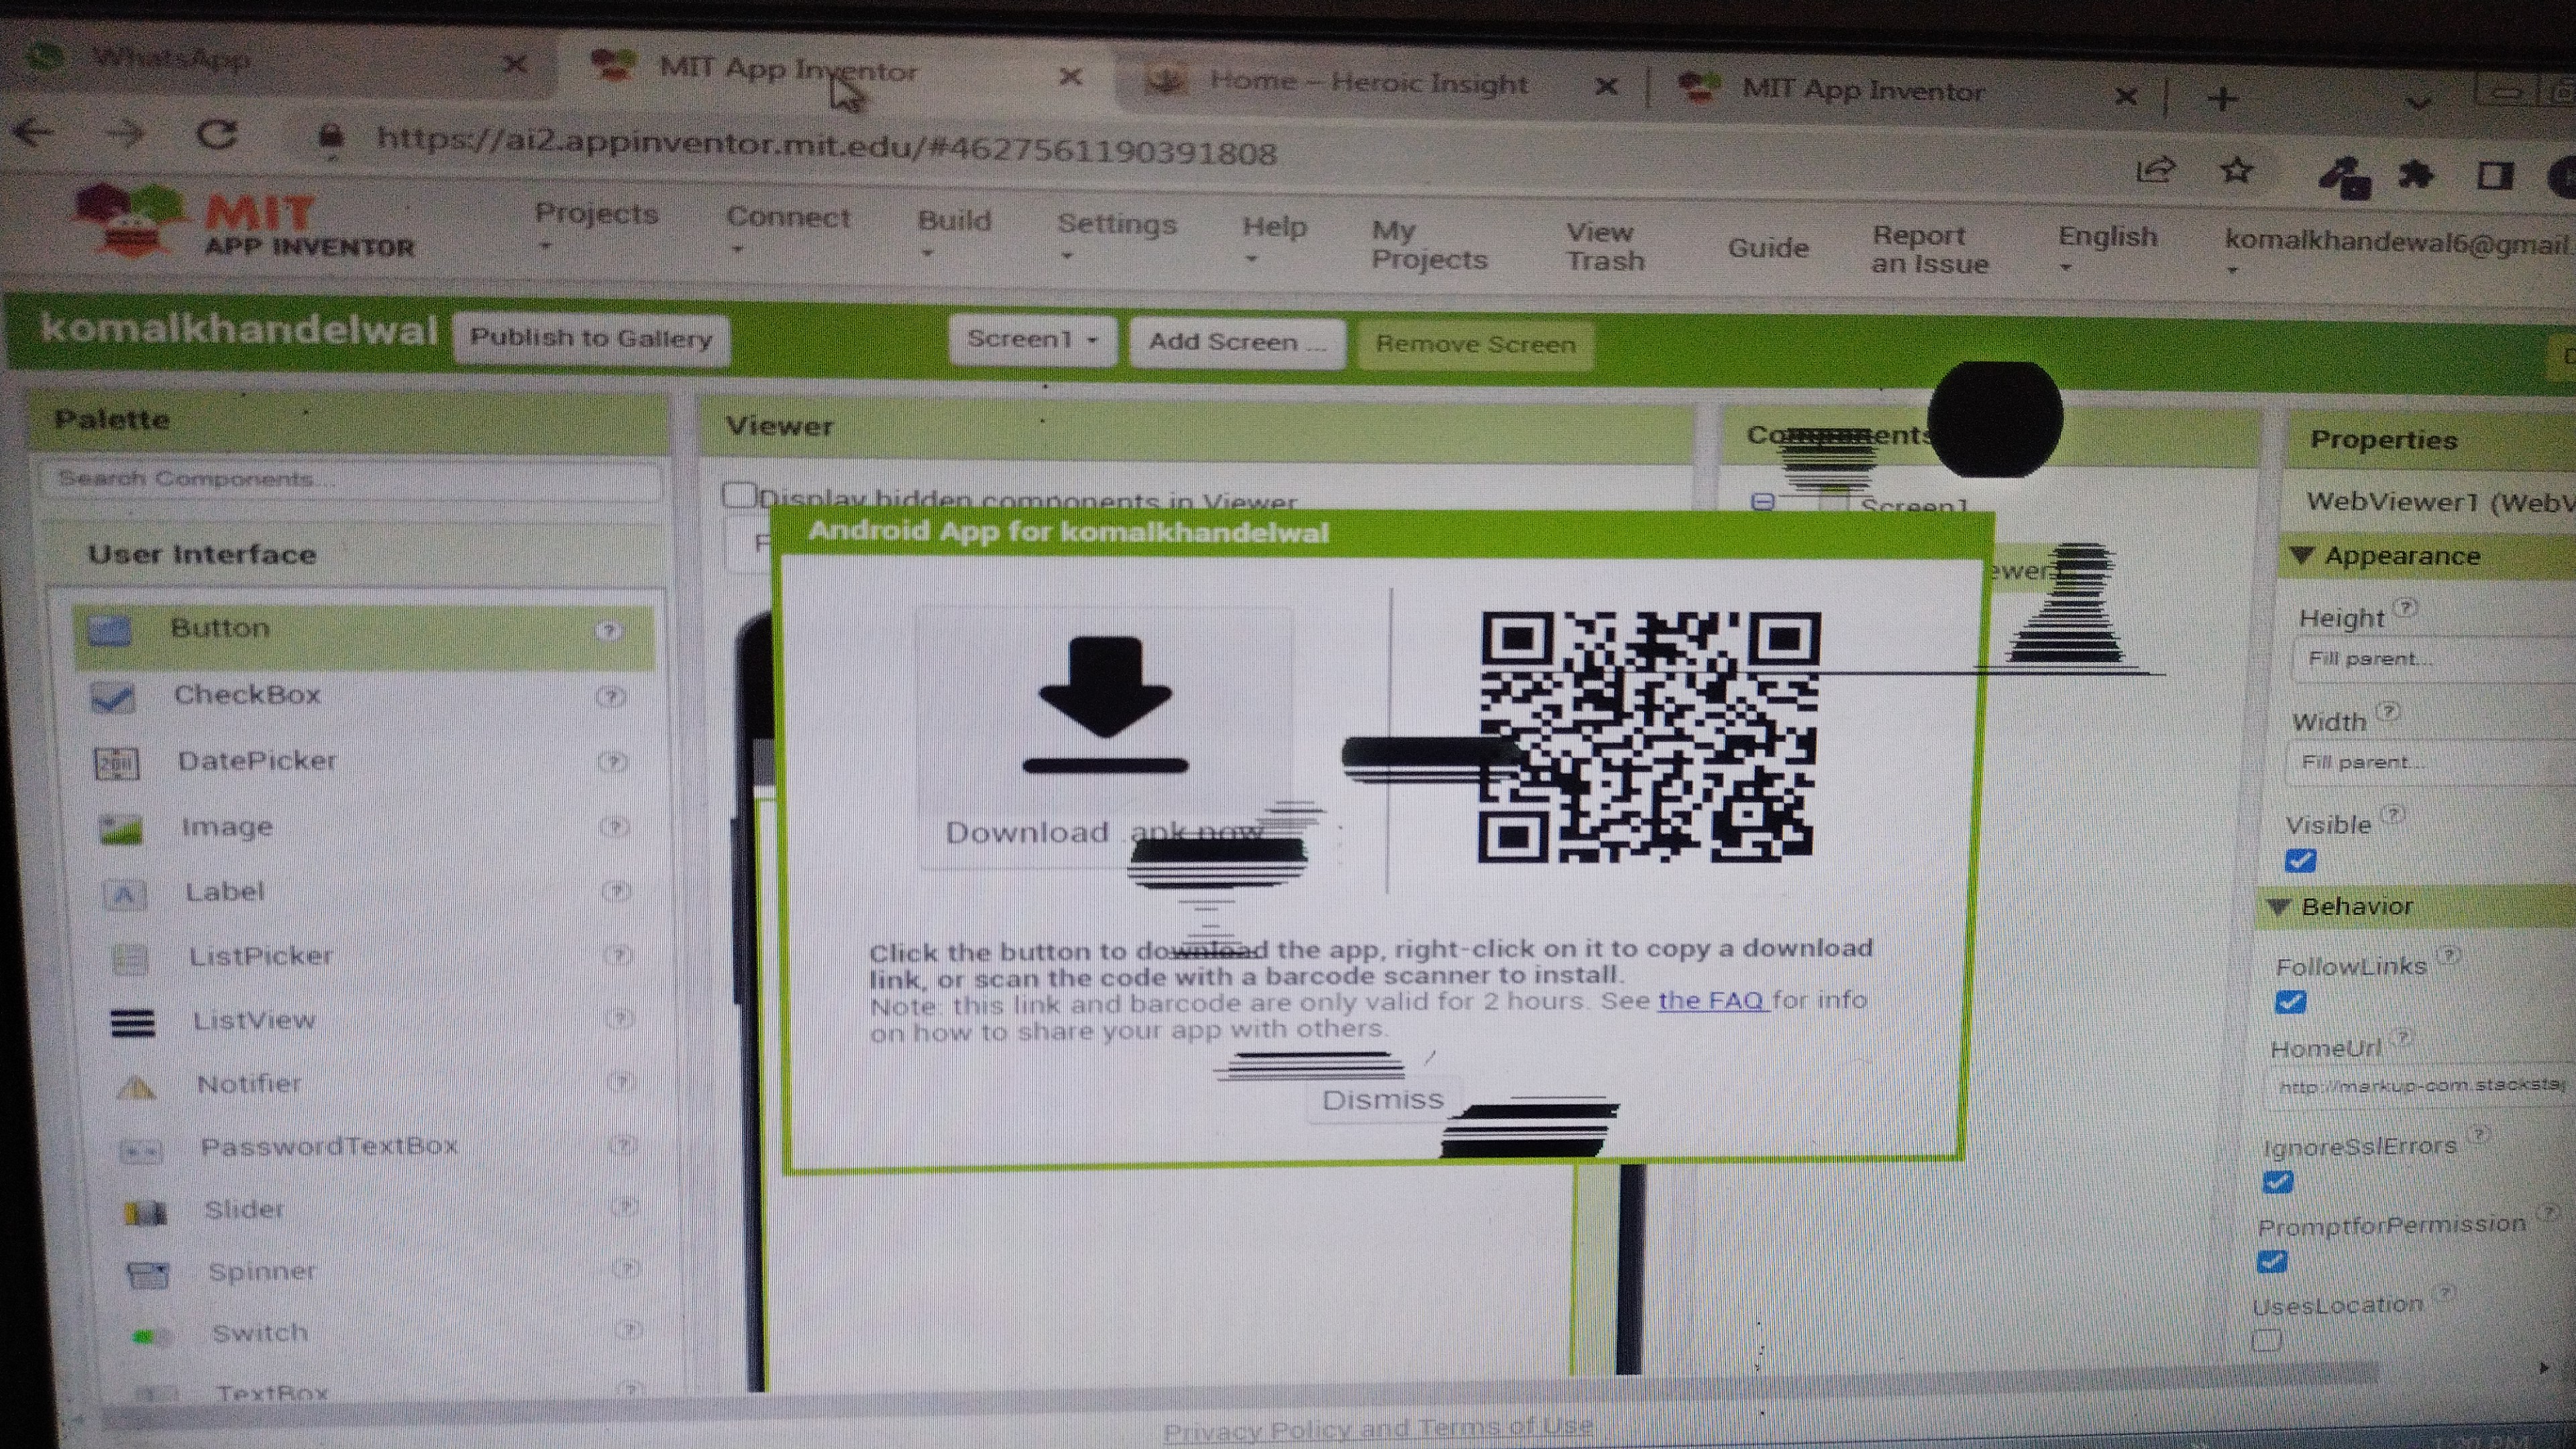 WhatsApp
MIT App Inventor
Home – Heroic Insight
MIT App Inventor
https://ai2.appinventor.mit.edu/#4627561190391808
MIT
APP INVENTOR
Projects
Connect
Build
Settings
Help
My Projects
View Trash
Guide
Report an Issue
English
komalkhandewal6@gmail
komalkhandelwal
Publish to Gallery
Screen1
Add Screen ...
Remove Screen
Palette
Search Components...
User Interface
Button
CheckBox
DatePicker
Image
Label
ListPicker
ListView
Notifier
PasswordTextBox
Slider
Spinner
Switch
TextBox
Viewer
Display hidden components in Viewer
Android App for komalkhandelwal
Download .apk now
Click the button to download the app, right-click on it to copy a download
link, or scan the code with a barcode scanner to install.
Note: this link and barcode are only valid for 2 hours. See the FAQ for info
on how to share your app with others.
Dismiss
Components
Screen1
ewer
Properties
WebViewer1 (WebV
Appearance
Height
Fill parent...
Width
Fill parent...
Visible
Behavior
FollowLinks
HomeUrl
http://markup-com.stacksta
IgnoreSslErrors
PromptforPermission
UsesLocation
Privacy Policy and Terms of Use